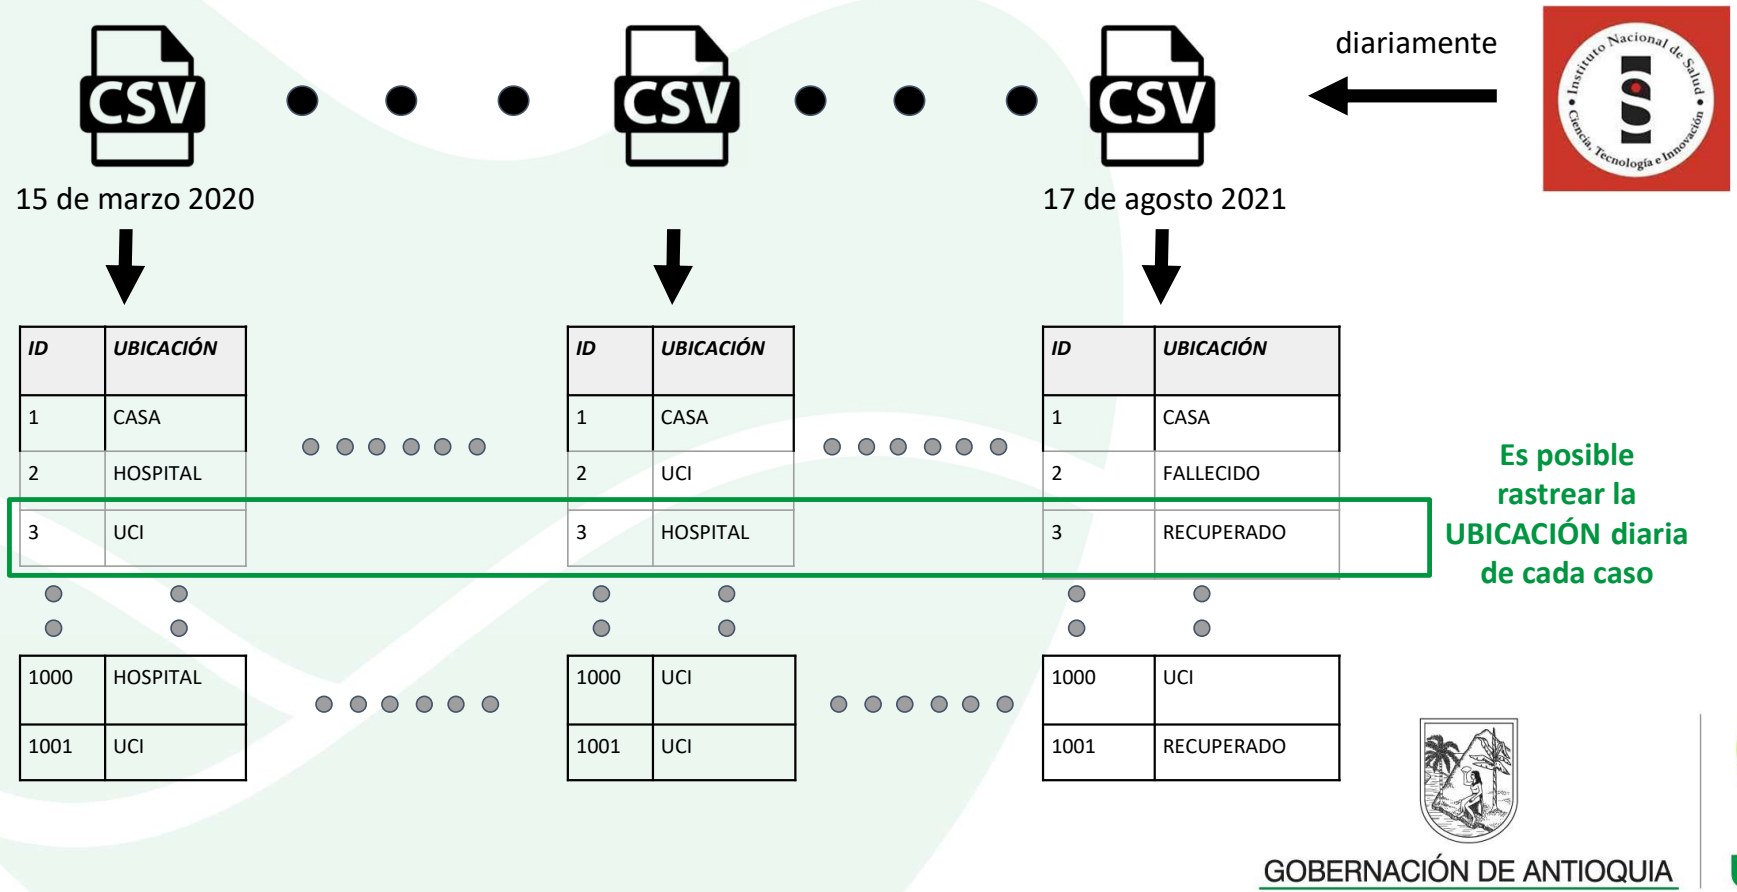 CSV
CSV
CSV
diariamente
Instituto Nacional de Salud
Ciencia, Tecnología e Innovación
15 de marzo 2020
17 de agosto 2021
ID UBICACIÓN
1 CASA
2 HOSPITAL
3 UCI
1000 HOSPITAL
1001 UCI
ID UBICACIÓN
1 CASA
2 UCI
3 HOSPITAL
1000 UCI
1001 UCI
ID UBICACIÓN
1 CASA
2 FALLECIDO
3 RECUPERADO
1000 UCI
1001 RECUPERADO
Es posible
rastrear la
UBICACIÓN diaria
de cada caso
GOBERNACIÓN DE ANTIOQUIA